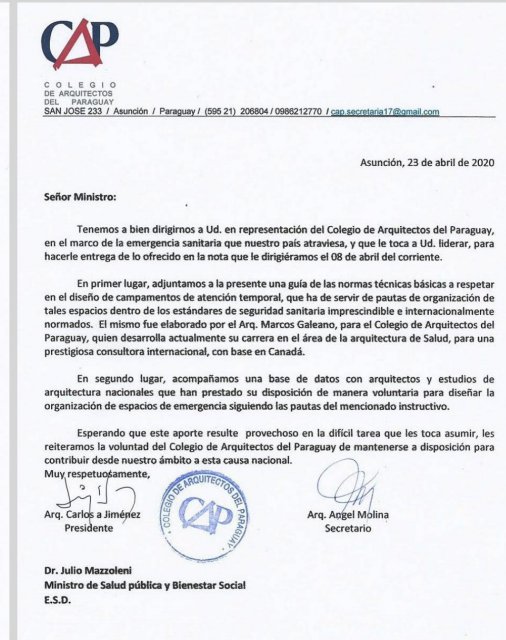 CAP
COLEGIO
DE ARQUITECTOS
DEL PARAGUAY
SAN JOSE 233 / Asunción / Paraguay / (595 21) 206804 / 0986212770 / cap.secretaria17@gmail.com
Asunción, 23 de abril de 2020
Señor Ministro:
Tenemos a bien dirigirnos a Ud. en representación del Colegio de Arquitectos del Paraguay,
en el marco de la emergencia sanitaria que nuestro país atraviesa, y que le toca a Ud. liderar, para
hacerle entrega de lo ofrecido en la nota que le dirigiéramos el 08 de abril del corriente.
En primer lugar, adjuntamos a la presente una guía de las normas técnicas básicas a respetar
en el diseño de campamentos de atención temporal, que ha de servir de pautas de organización de
tales espacios dentro de los estándares de seguridad sanitaria imprescindible e internacionalmente
normados. El mismo fue elaborado por el Arq. Marcos Galeano, para el Colegio de Arquitectos del
Paraguay, quien desarrolla actualmente su carrera en el área de la arquitectura de Salud, para una
prestigiosa consultora internacional, con base en Canadá.
En segundo lugar, acompañamos una base de datos con arquitectos y estudios de
arquitectura nacionales que han prestado su disposición de manera voluntaria para diseñar la
organización de espacios de emergencia siguiendo las pautas del mencionado instructivo.
Esperando que este aporte resulte provechoso en la difícil tarea que les toca asumir, les
reiteramos la voluntad del Colegio de Arquitectos del Paraguay de mantenerse a disposición para
contribuir desde nuestro ámbito a esta causa nacional.
Muy respetuosamente,
COLEGIO DE ARQUITECTOS DEL PARAGUAY
CAP
Arq. Carlos a Jiménez
Presidente
Arq. Angel Molina
Secretario
Dr. Julio Mazzoleni
Ministro de Salud pública y Bienestar Social
E.S.D.